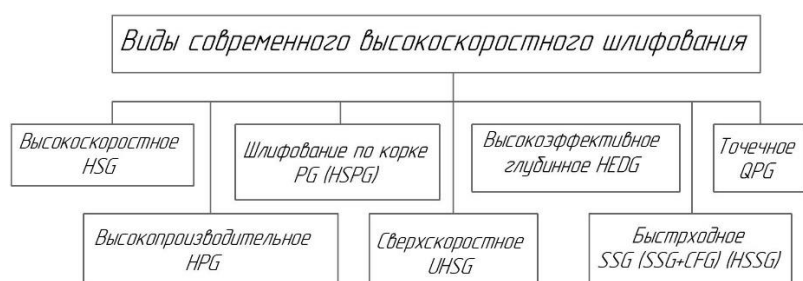 Виды современного высокоскоростного шлифования
Высокоскоростное
HSG
Шлифование по корке
PG (HSPG)
Высокоэффективное
глубинное HEDG
Точечное
QPG
Высокопроизводительное
HPG
Сверхскоростное
UHSG
Быстрходное
SSG (SSG+CFG) (HSSG)